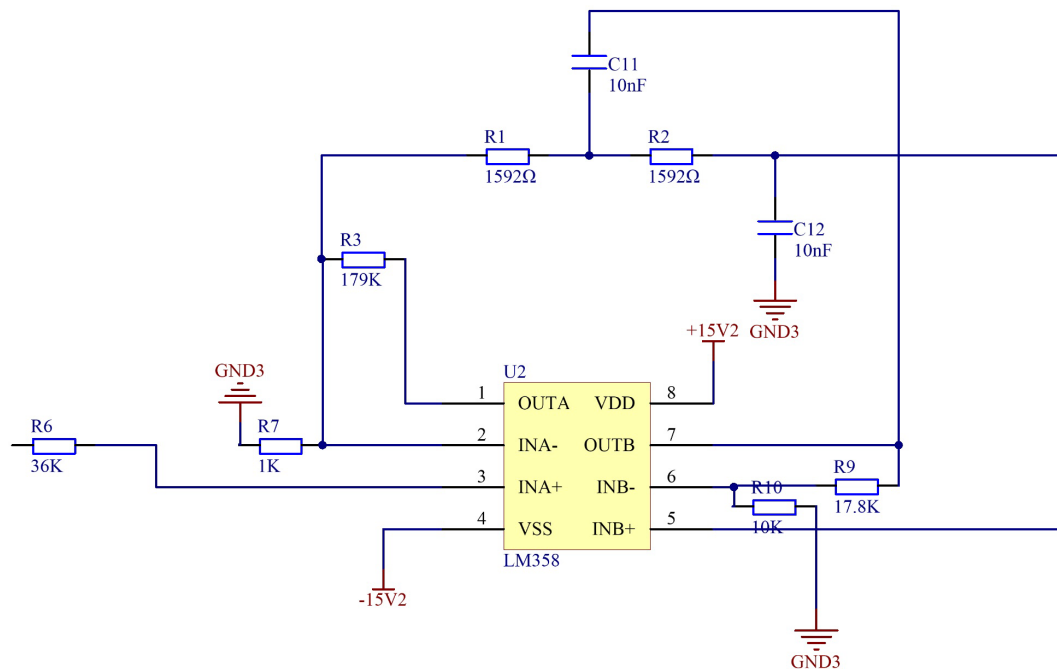 C11
10nF
R1
1592Ω
R2
1592Ω
C12
10nF
GND3
R3
179K
+15V2
GND3
R6
36K
R7
1K
U2
1 OUTA VDD 8
2 INA- OUTB 7
3 INA+ INB- 6
4 VSS INB+ 5
LM358
R9
17.8K
R10
10K
-15V2
GND3